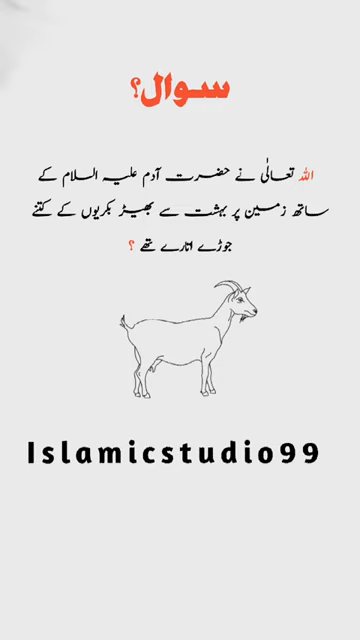 سوال؟
اللہ تعالٰی نے حضرت آدم علیہ السلام کے
ساتھ زمین پر بہشت سے بھیڑ بکریوں کے کتنے
جوڑے اتارے تھے ؟
Islamicstudio99